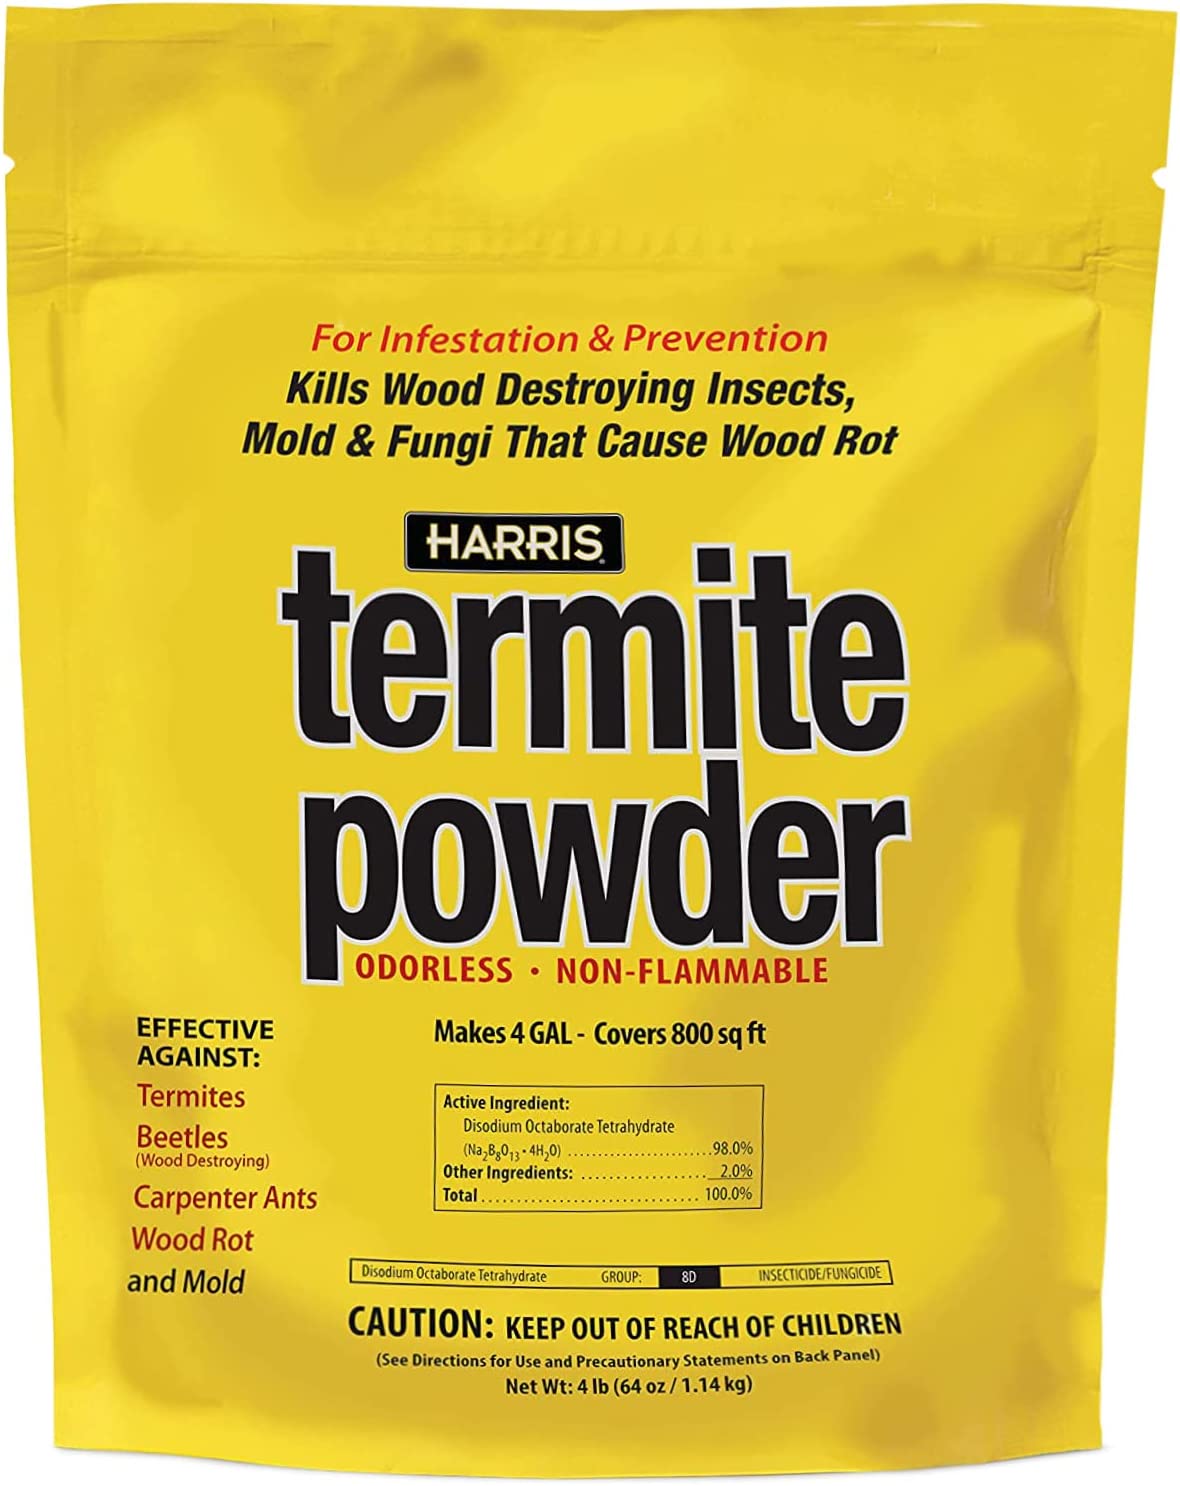 For Infestation & Prevention
Kills Wood Destroying Insects,
Mold & Fungi That Cause Wood Rot
HARRIS®
termite
powder
ODORLESS • NON-FLAMMABLE
Makes 4 GAL - Covers 800 sq ft
EFFECTIVE
AGAINST:
Termites
Beetles
(Wood Destroying)
Carpenter Ants
Wood Rot
and Mold
Active Ingredient:
Disodium Octaborate Tetrahydrate
(Na₂B₈O₁₃ • 4H₂O) ........................98.0%
Other Ingredients: .................. 2.0%
Total ................................ 100.0%
Disodium Octaborate Tetrahydrate GROUP: 8D INSECTICIDE/FUNGICIDE
CAUTION: KEEP OUT OF REACH OF CHILDREN
(See Directions for Use and Precautionary Statements on Back Panel)
Net Wt: 4 lb (64 oz / 1.14 kg)